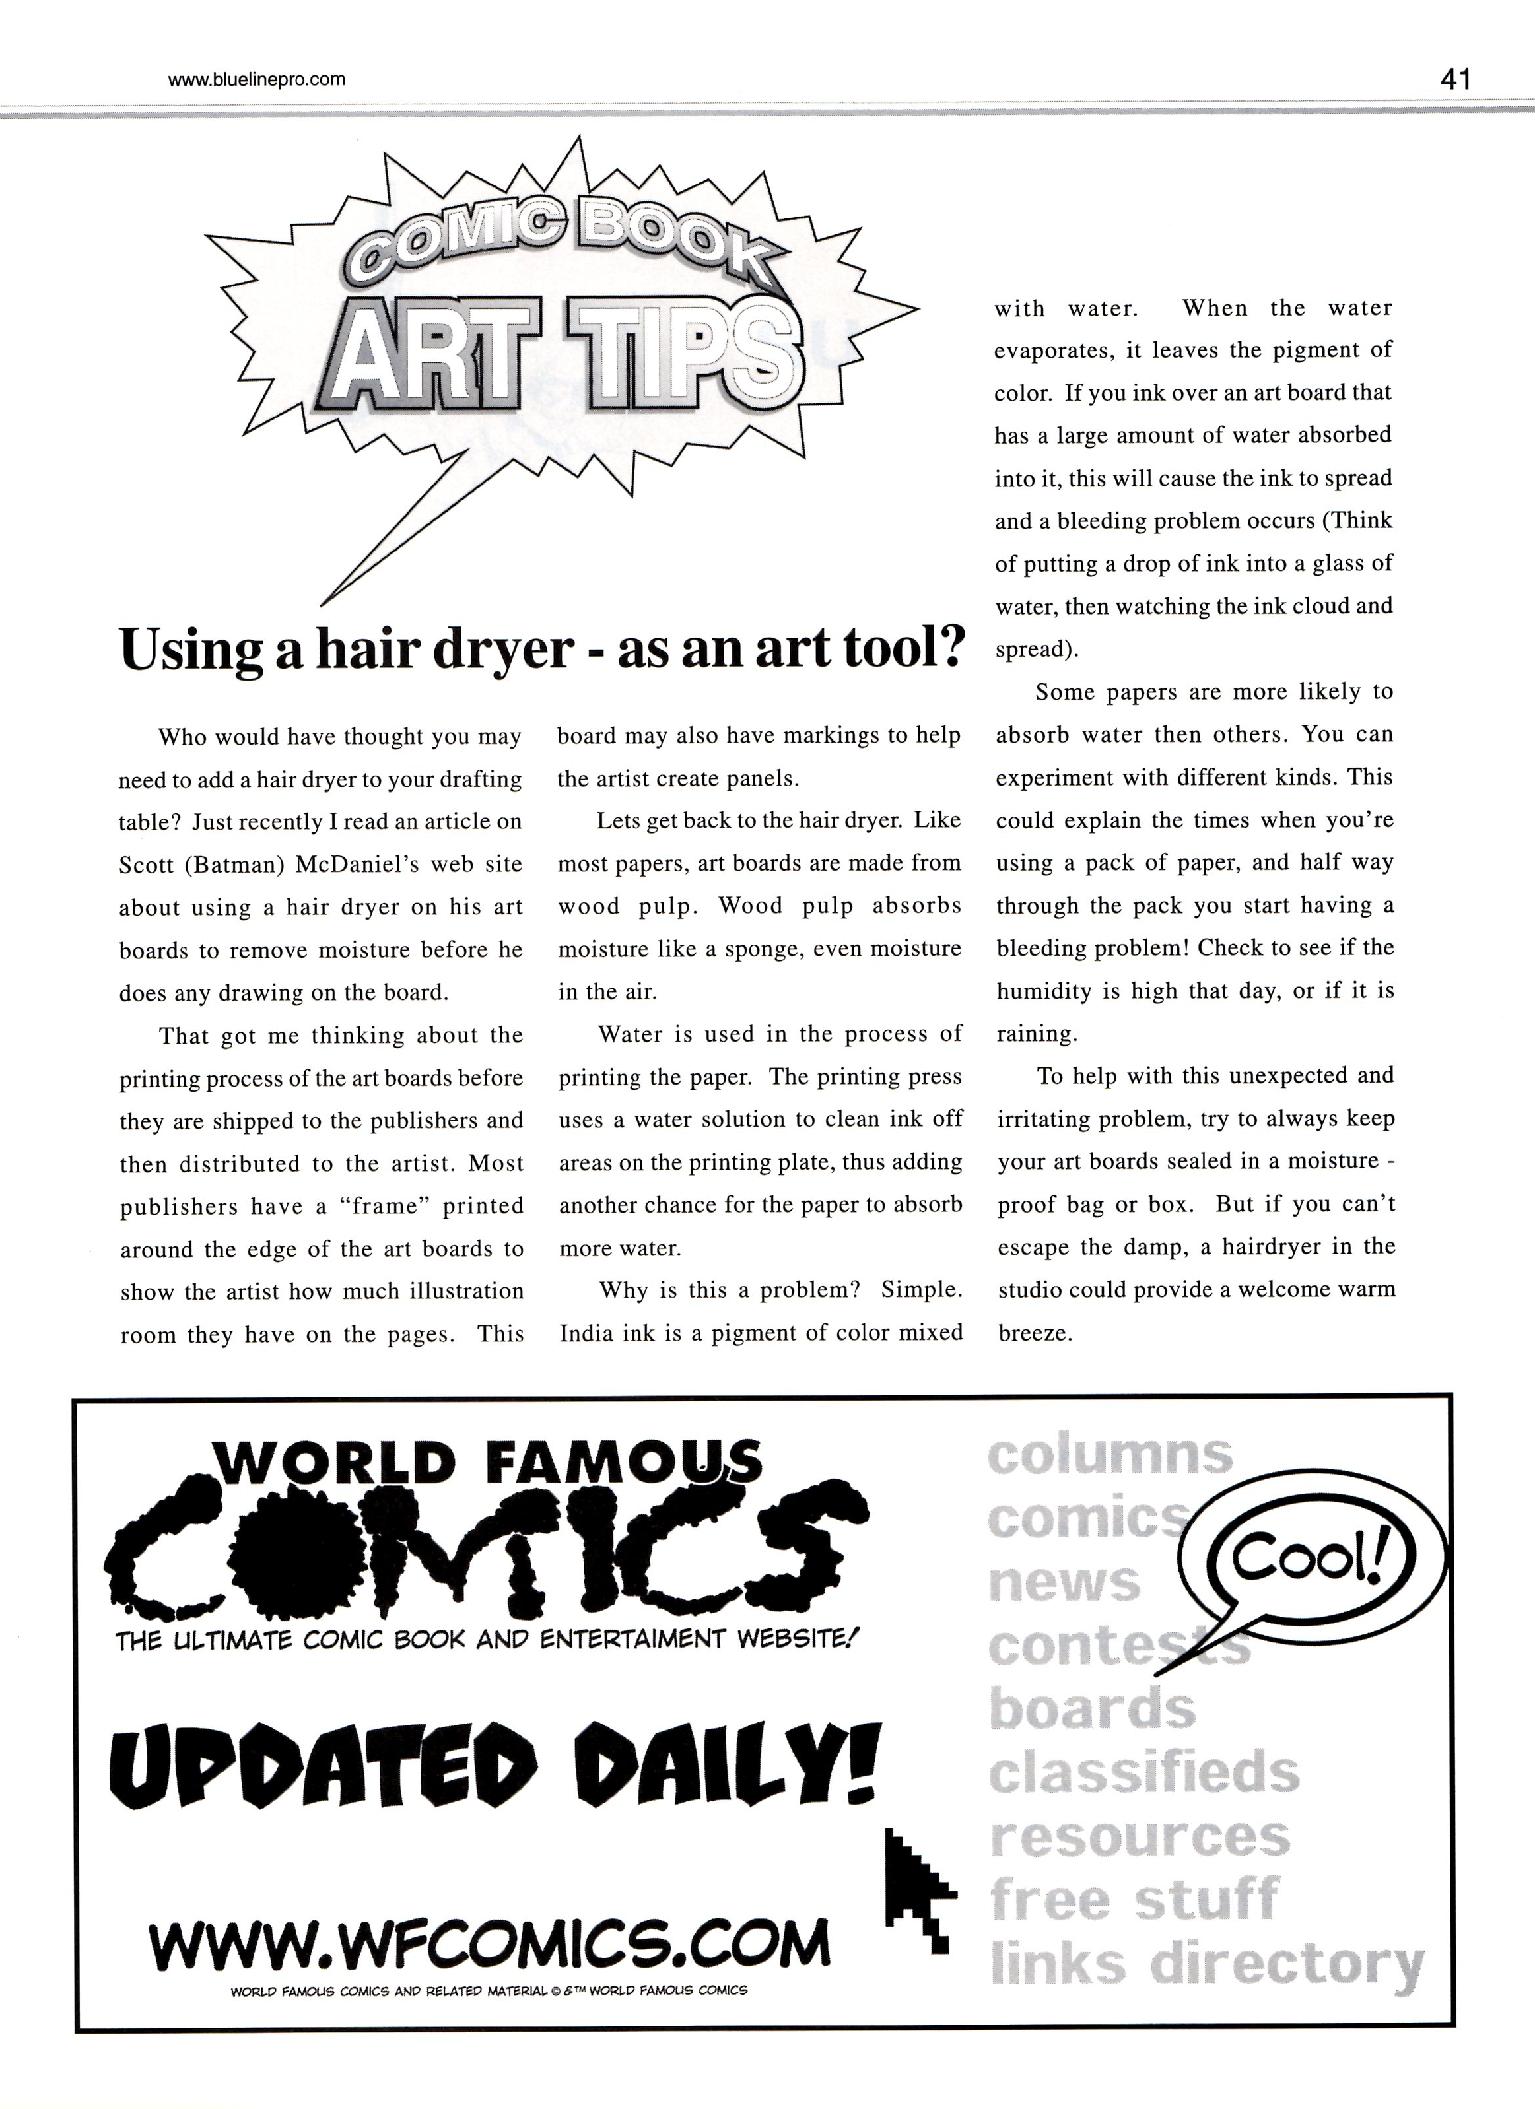 www.bluelinepro.com
41
COMIC BOOK
ART TIPS
Using a hair dryer - as an art tool?
Who would have thought you may
need to add a hair dryer to your drafting
table? Just recently I read an article on
Scott (Batman) McDaniel's web site
about using a hair dryer on his art
boards to remove moisture before he
does any drawing on the board.
That got me thinking about the
printing process of the art boards before
they are shipped to the publishers and
then distributed to the artist. Most
publishers have a “frame” printed
around the edge of the art boards to
show the artist how much illustration
room they have on the pages. This
board may also have markings to help
the artist create panels.
Lets get back to the hair dryer. Like
most papers, art boards are made from
wood pulp. Wood pulp absorbs
moisture like a sponge, even moisture
in the air.
Water is used in the process of
printing the paper. The printing press
uses a water solution to clean ink off
areas on the printing plate, thus adding
another chance for the paper to absorb
more water.
Why is this a problem? Simple.
India ink is a pigment of color mixed
with water. When the water
evaporates, it leaves the pigment of
color. If you ink over an art board that
has a large amount of water absorbed
into it, this will cause the ink to spread
and a bleeding problem occurs (Think
of putting a drop of ink into a glass of
water, then watching the ink cloud and
spread).
Some papers are more likely to
absorb water then others. You can
experiment with different kinds. This
could explain the times when you're
using a pack of paper, and half way
through the pack you start having a
bleeding problem! Check to see if the
humidity is high that day, or if it is
raining.
To help with this unexpected and
irritating problem, try to always keep
your art boards sealed in a moisture -
proof bag or box. But if you can't
escape the damp, a hairdryer in the
studio could provide a welcome warm
breeze.
WORLD FAMOUS
COMICS
THE ULTIMATE COMIC BOOK AND ENTERTAIMENT WEBSITE!
UPDATED DAILY!
WWW.WFCOMICS.COM
WORLD FAMOUS COMICS AND RELATED MATERIAL © & ™ WORLD FAMOUS COMICS
columns
comics
news
contests
boards
classifieds
resources
free stuff
links directory
Cool!